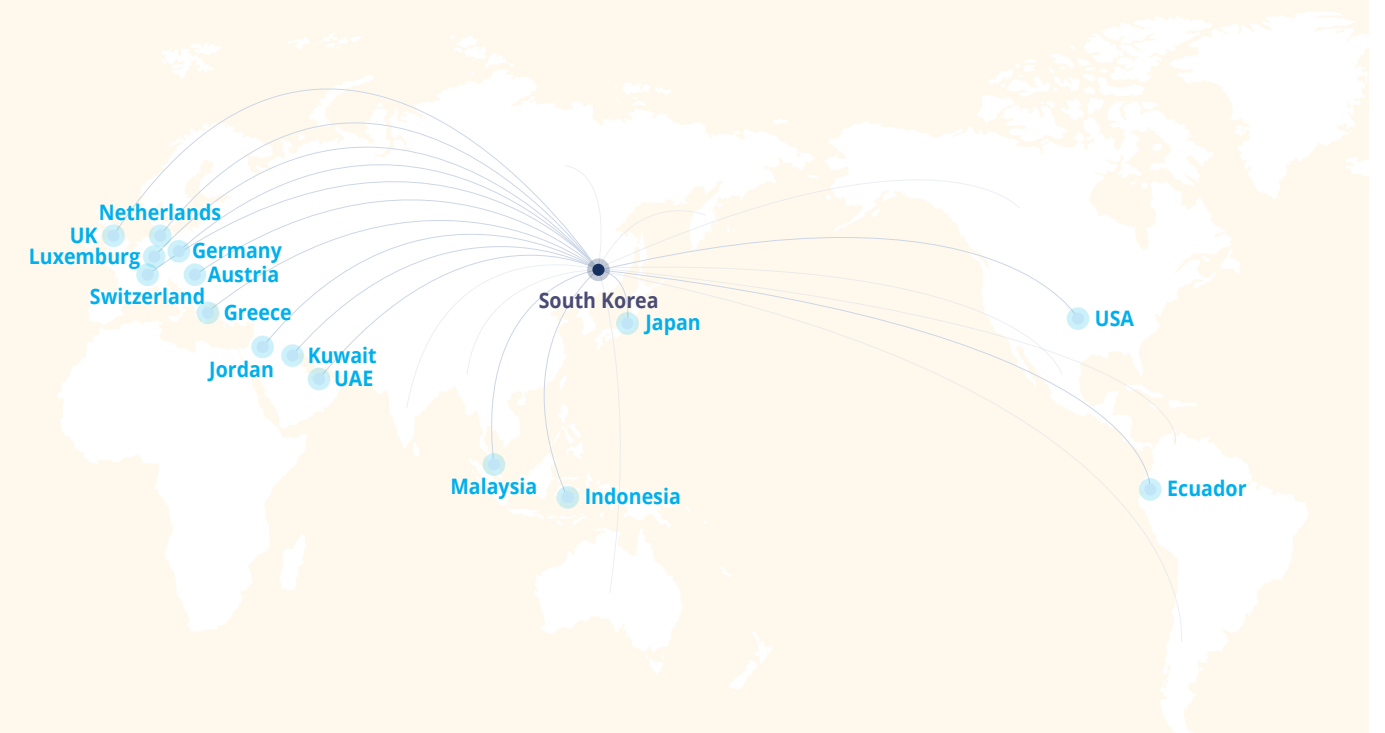 Netherlands
UK
Luxemburg
Germany
Austria
Switzerland
Greece
South Korea
Japan
USA
Kuwait
Jordan
UAE
Malaysia
Indonesia
Ecuador